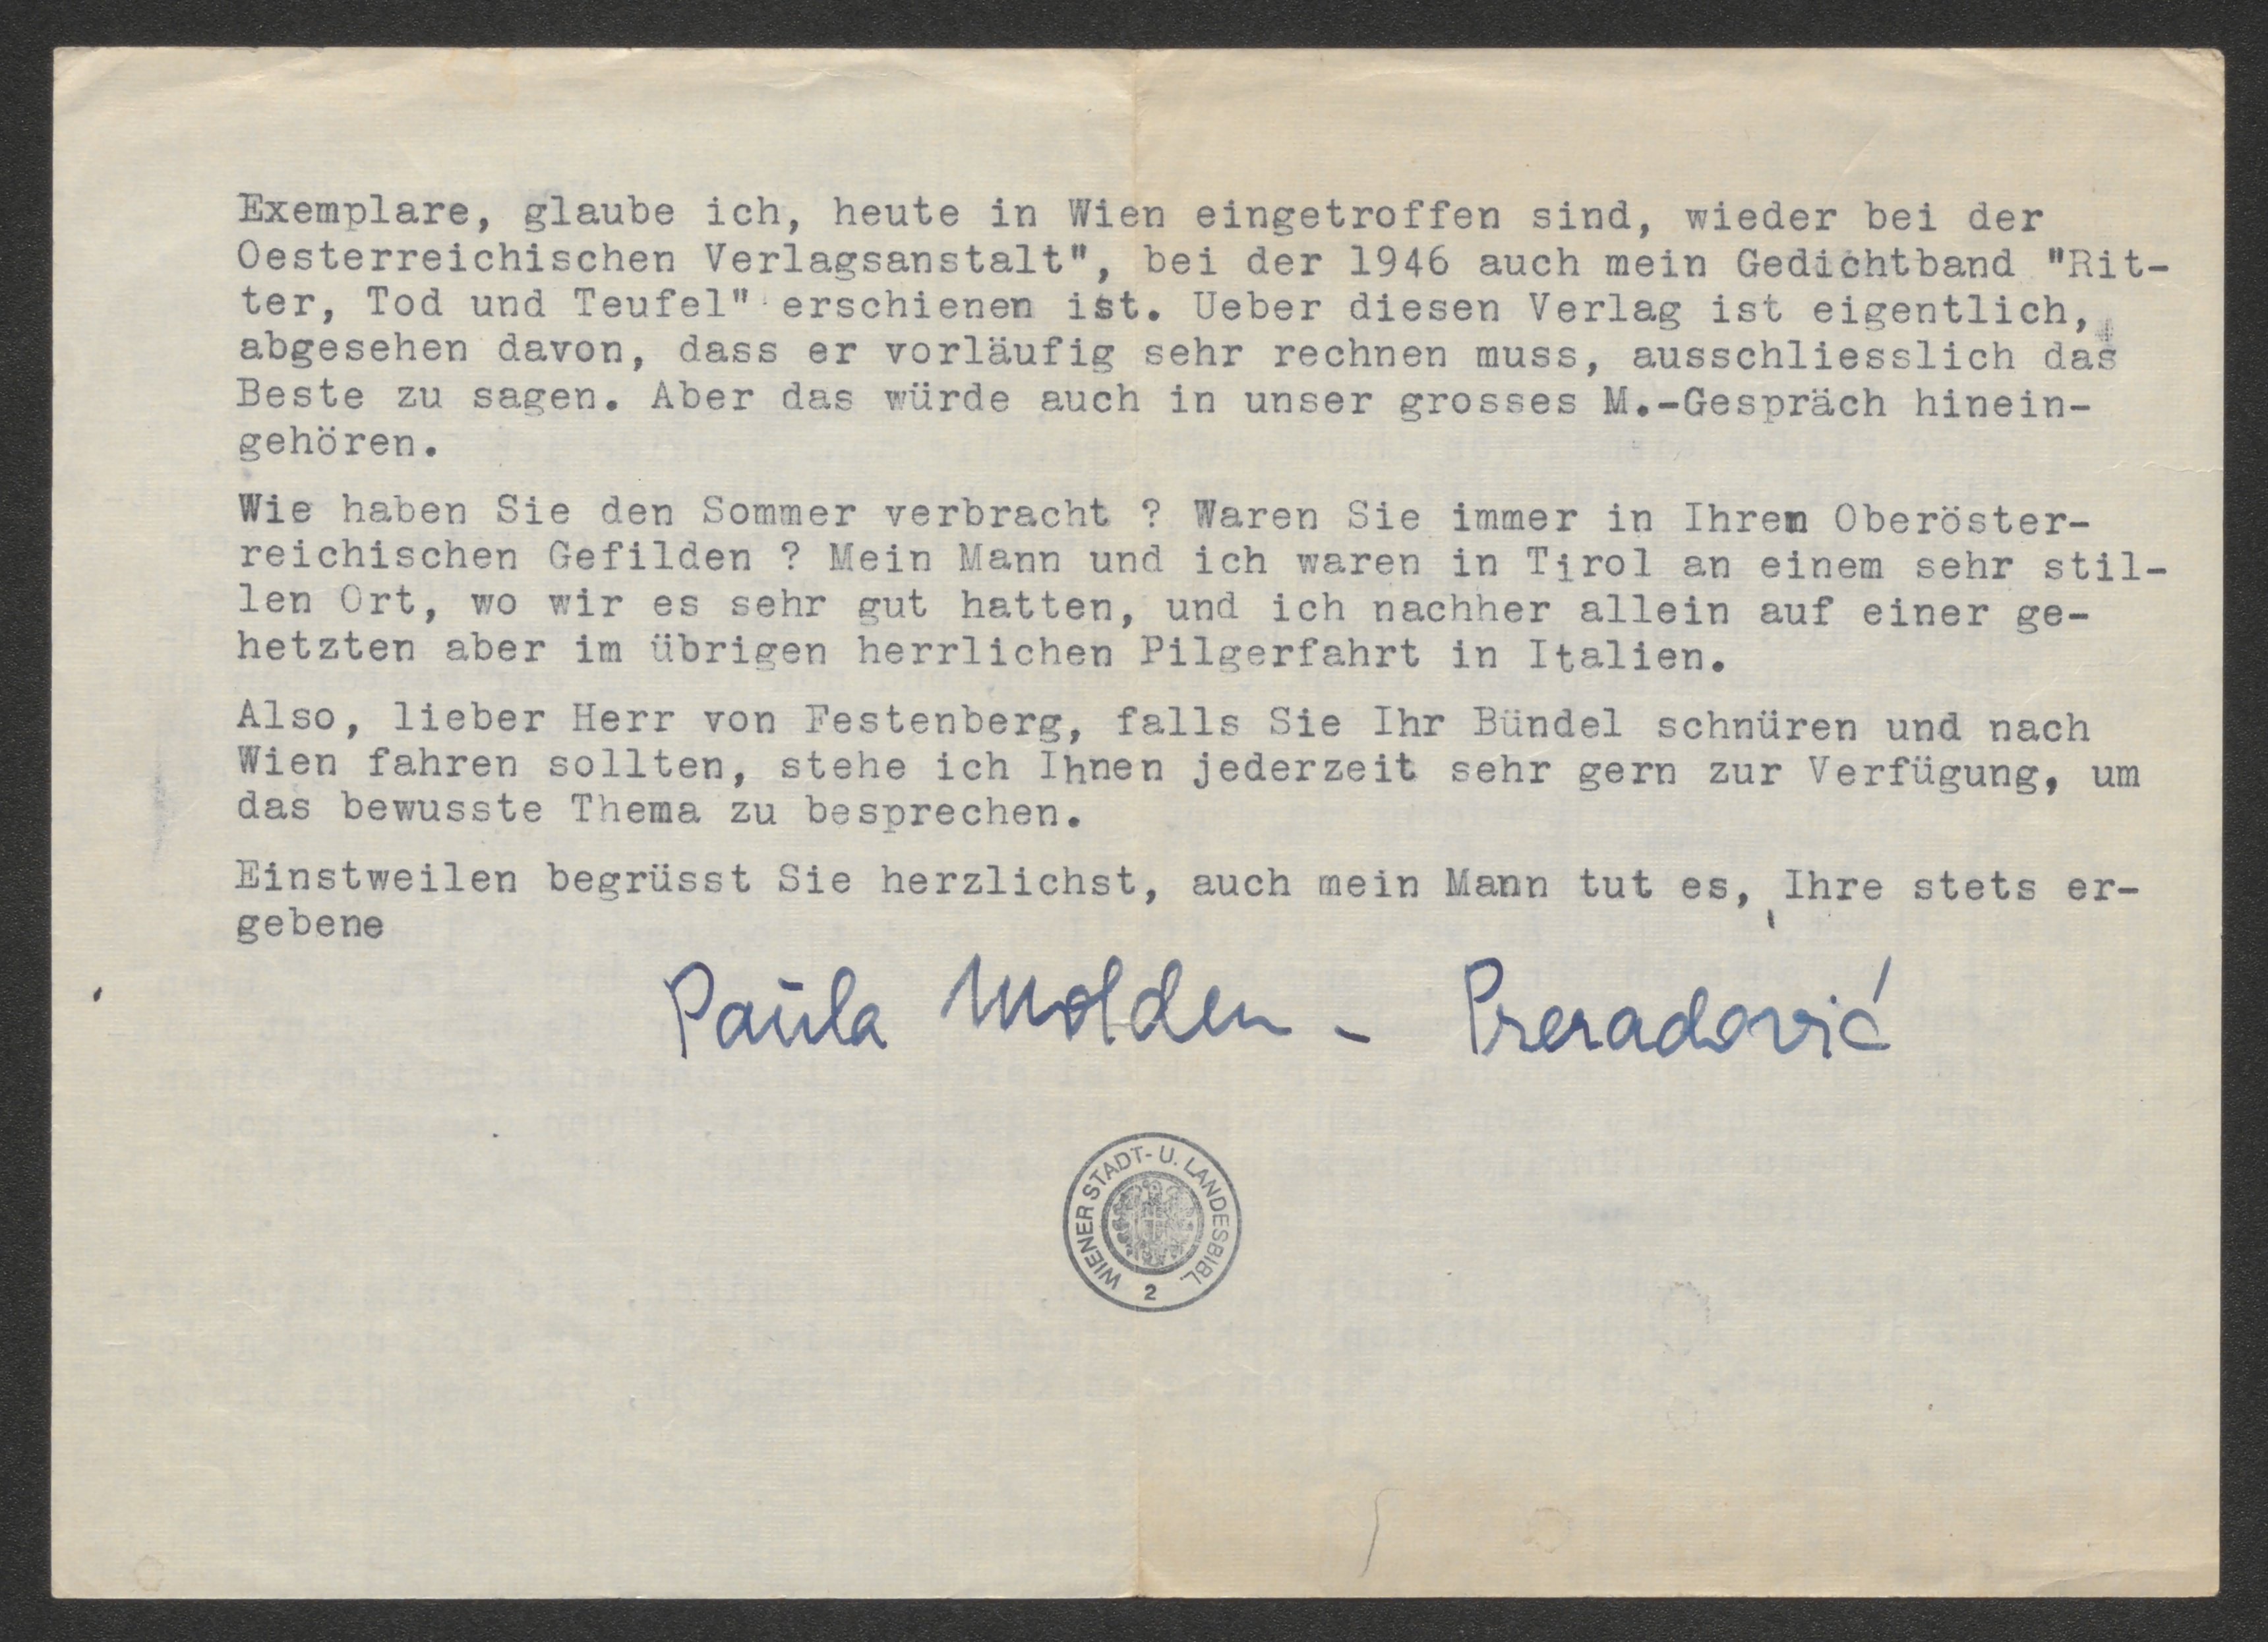 Exemplare, glaube ich, heute in Wien eingetroffen sind, wieder bei der
Oesterreichischen Verlagsanstalt", bei der 1946 auch mein Gedichtband "Rit-
ter, Tod und Teufel" erschienen ist. Ueber diesen Verlag ist eigentlich,
abgesehen davon, dass er vorläufig sehr rechnen muss, ausschliesslich das
Beste zu sagen. Aber das würde auch in unser grosses M.-Gespräch hinein-
gehören.
Wie haben Sie den Sommer verbracht ? Waren Sie immer in Ihren Oberöster-
reichischen Gefilden ? Mein Mann und ich waren in Tirol an einem sehr stil-
len Ort, wo wir es sehr gut hatten, und ich nachher allein auf einer ge-
hetzten aber im übrigen herrlichen Pilgerfahrt in Italien.
Also, lieber Herr von Festenberg, falls Sie Ihr Bündel schnüren und nach
Wien fahren sollten, stehe ich Ihnen jederzeit sehr gern zur Verfügung, um
das bewusste Thema zu besprechen.
Einstweilen begrüsst Sie herzlichst, auch mein Mann tut es, Ihre stets er-
gebene
Paula Molden - Preradović
WIENER STADT- U. LANDESBIBL.
2